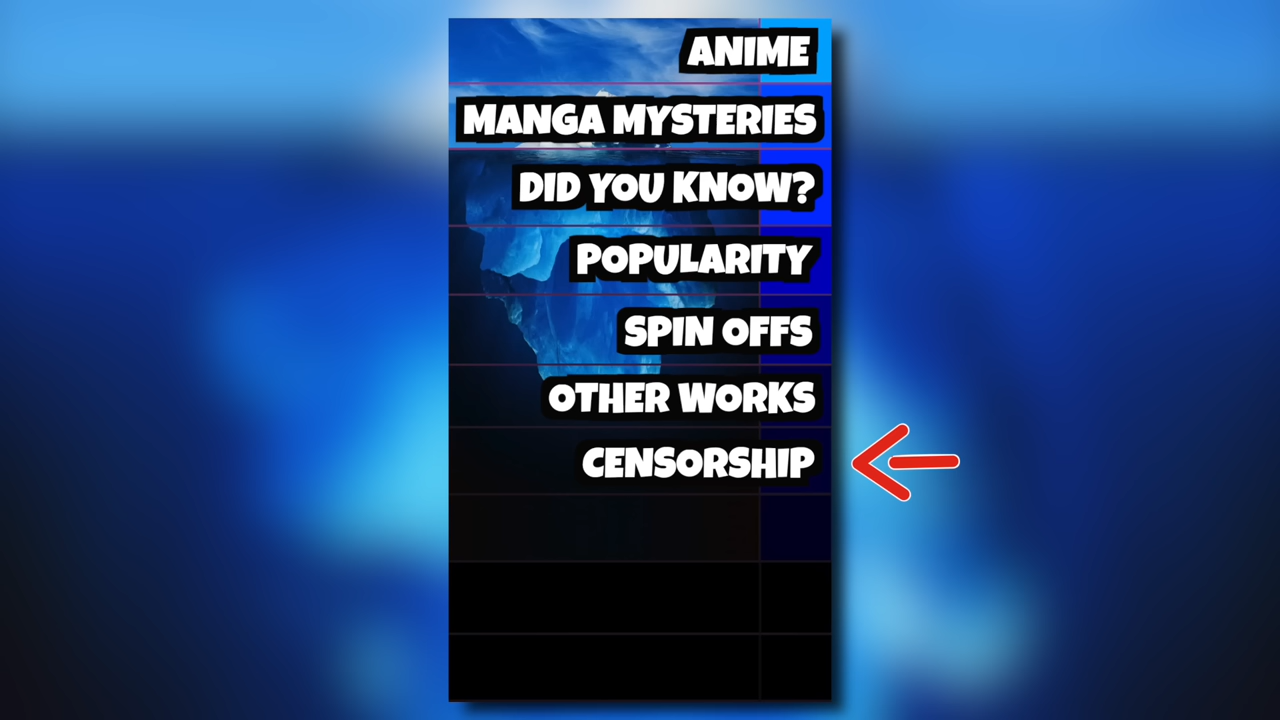 ANIME
MANGA MYSTERIES
DID YOU KNOW?
POPULARITY
SPIN OFFS
OTHER WORKS
CENSORSHIP